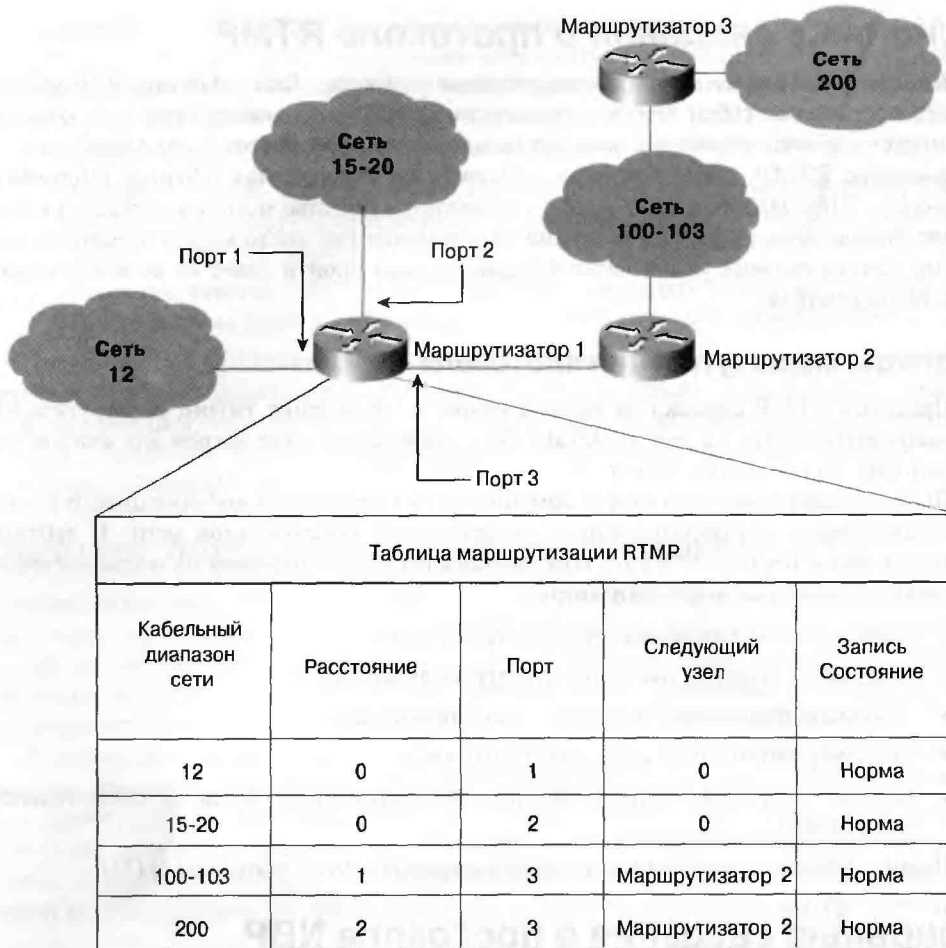 Маршрутизатор 3
Сеть
200
Сеть
15-20
Сеть
100-103
Порт 1
Порт 2
Сеть
12
Маршрутизатор 1
Маршрутизатор 2
Порт 3
Таблица маршрутизации RTMP
Кабельный
диапазон
сети
Расстояние
Порт
Следующий
узел
Запись
Состояние
12
0
1
0
Норма
15-20
0
2
0
Норма
100-103
1
3
Маршрутизатор 2
Норма
200
2
3
Маршрутизатор 2
Норма